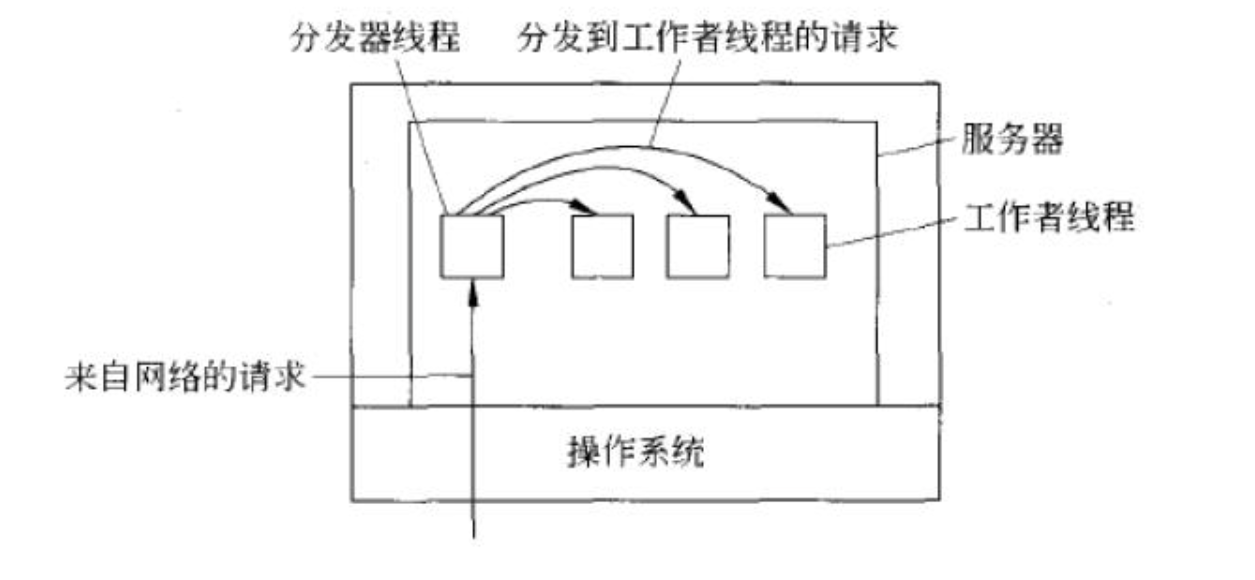 分发器线程
分发到工作者线程的请求
服务器
工作者线程
来自网络的请求
操作系统